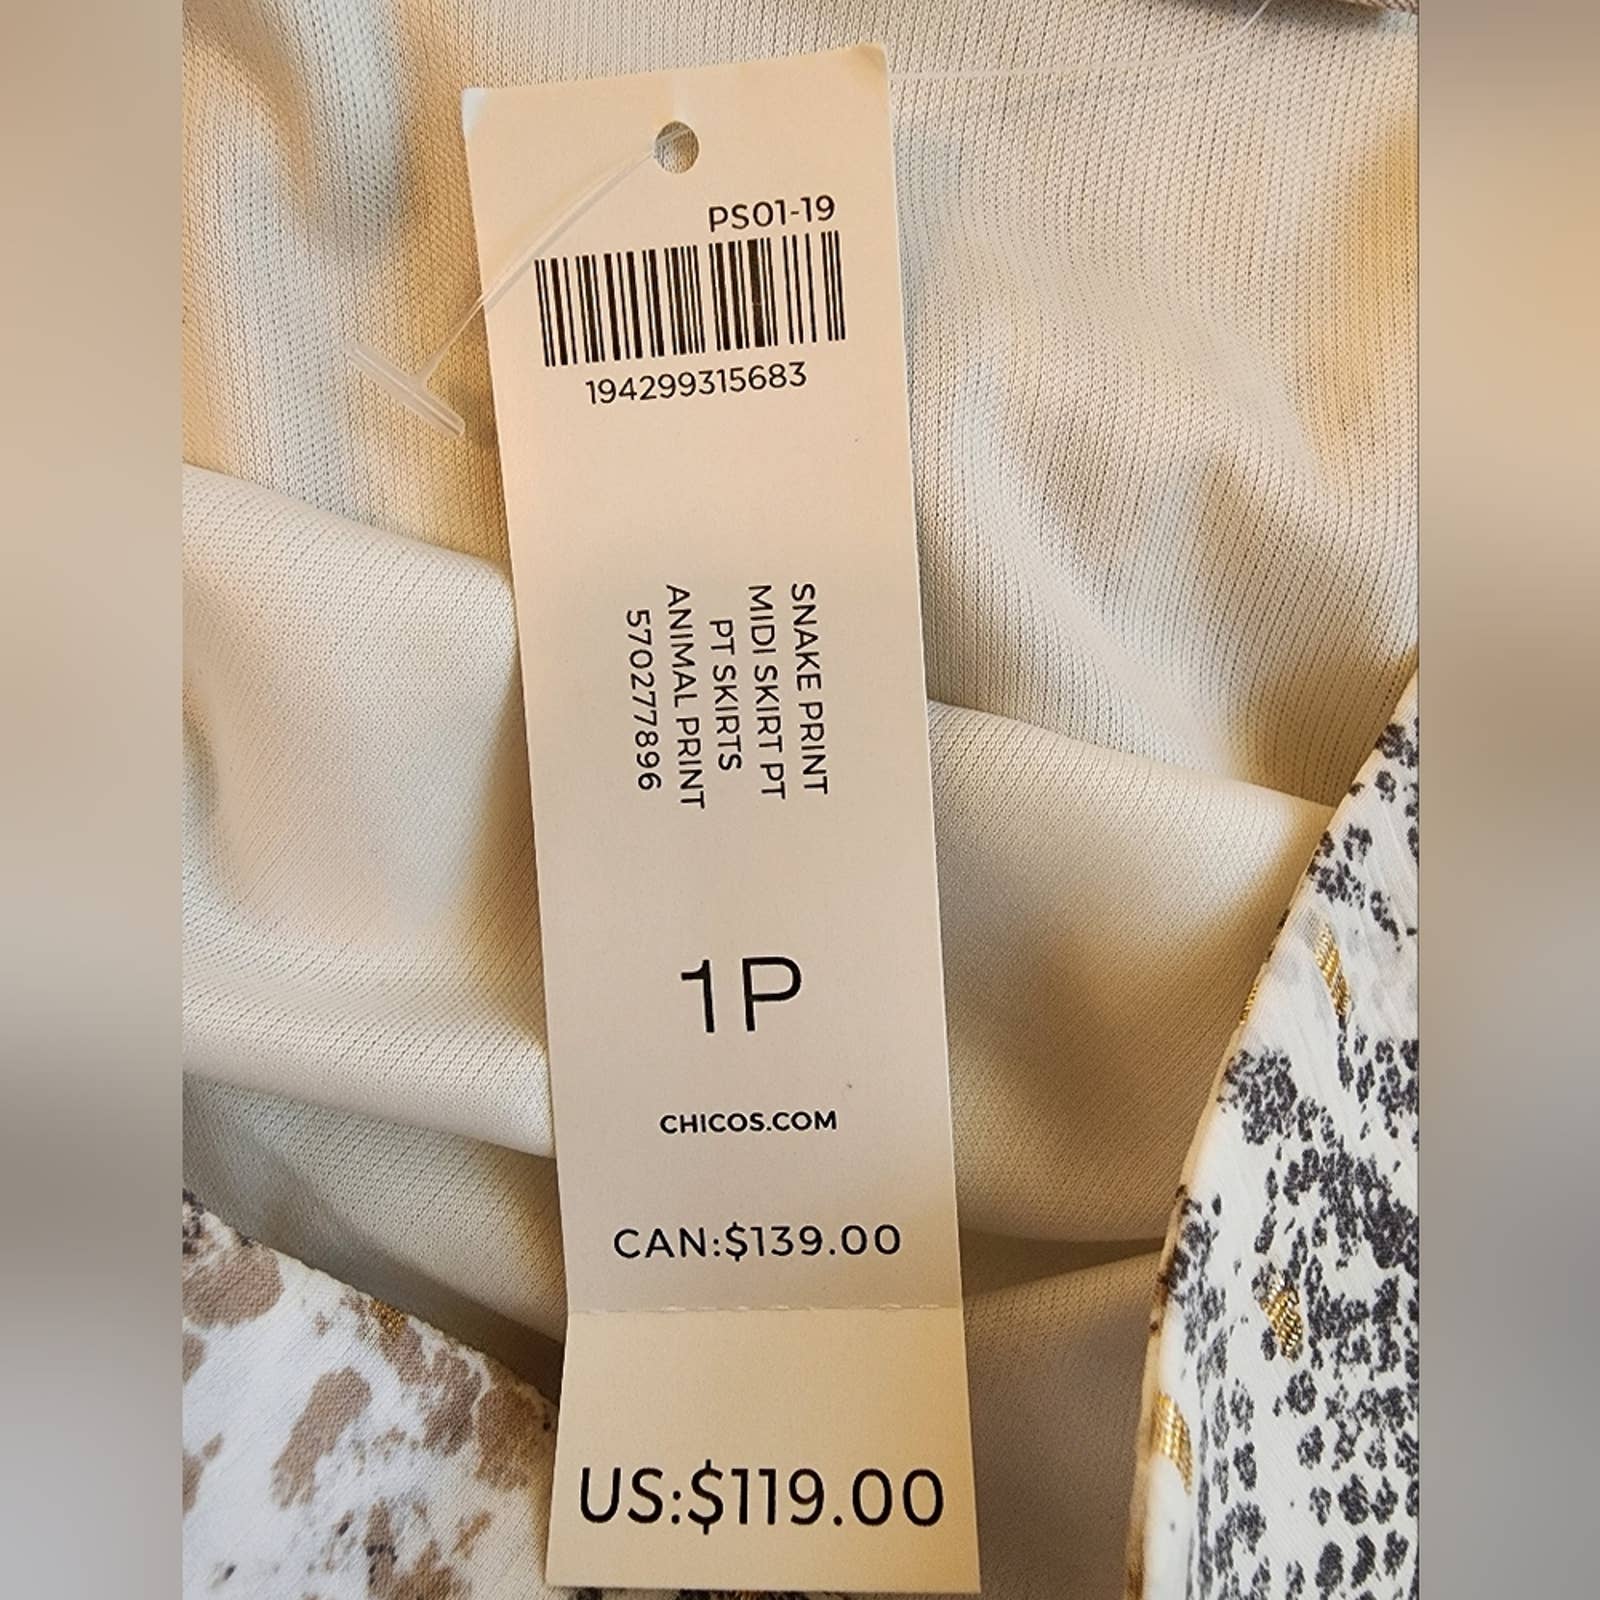 PS01-19
194299315683
SNAKE PRINT
MIDI SKIRT PT
PT SKIRTS
ANIMAL PRINT
570277896
1P
CHICOS.COM
CAN:$139.00
US:$119.00